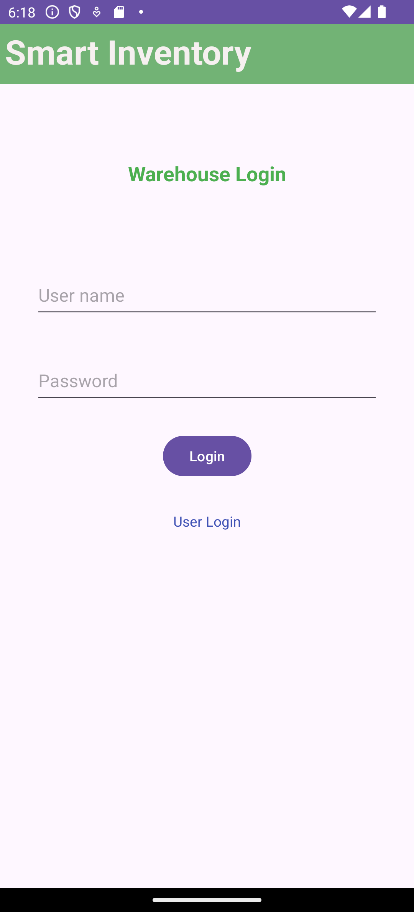 6:18
Smart Inventory
Warehouse Login
User name
Password
Login
User Login